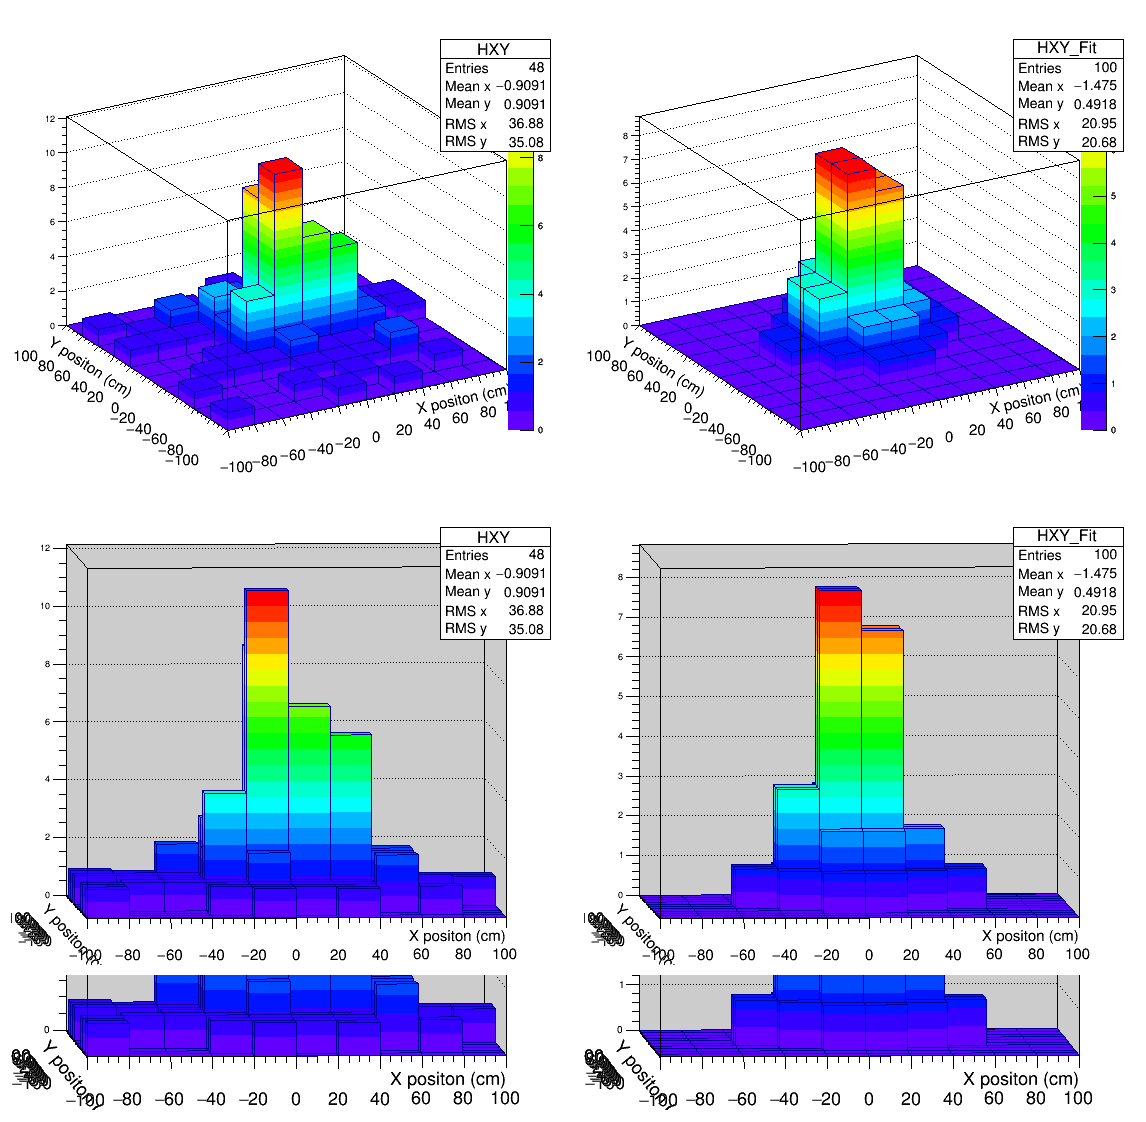 HXY
Entries 48
Mean x −0.9091
Mean y 0.9091
RMS x 36.88
RMS y 35.08
12
10
8
6
4
2
0
8
6
4
2
0
Y positon (cm)
100 80 60 40 20 0 −20 −40 −60 −80 −100
X positon (cm)
−100 −80 −60 −40 −20 0 20 40 60 80
HXY_Fit
Entries 100
Mean x −1.475
Mean y 0.4918
RMS x 20.95
RMS y 20.68
8
7
6
5
4
3
2
1
0
5
4
3
2
1
0
Y positon (cm)
100 80 60 40 20 0 −20 −40 −60 −80 −100
X positon (cm)
−100 −80 −60 −40 −20 0 20 40 60 80
HXY
Entries 48
Mean x −0.9091
Mean y 0.9091
RMS x 36.88
RMS y 35.08
12
10
8
6
4
2
0
Y positon
X positon (cm)
−80 −60 −40 −20 0 20 40 60 80 100
HXY_Fit
Entries 100
Mean x −1.475
Mean y 0.4918
RMS x 20.95
RMS y 20.68
8
7
6
5
4
3
2
1
0
Y positon
X positon (cm)
−80 −60 −40 −20 0 20 40 60 80 100
0
Y positon
X positon (cm)
−100 −80 −60 −40 −20 0 20 40 60 80 100
1
0
Y positon
X positon (cm)
−100 −80 −60 −40 −20 0 20 40 60 80 100